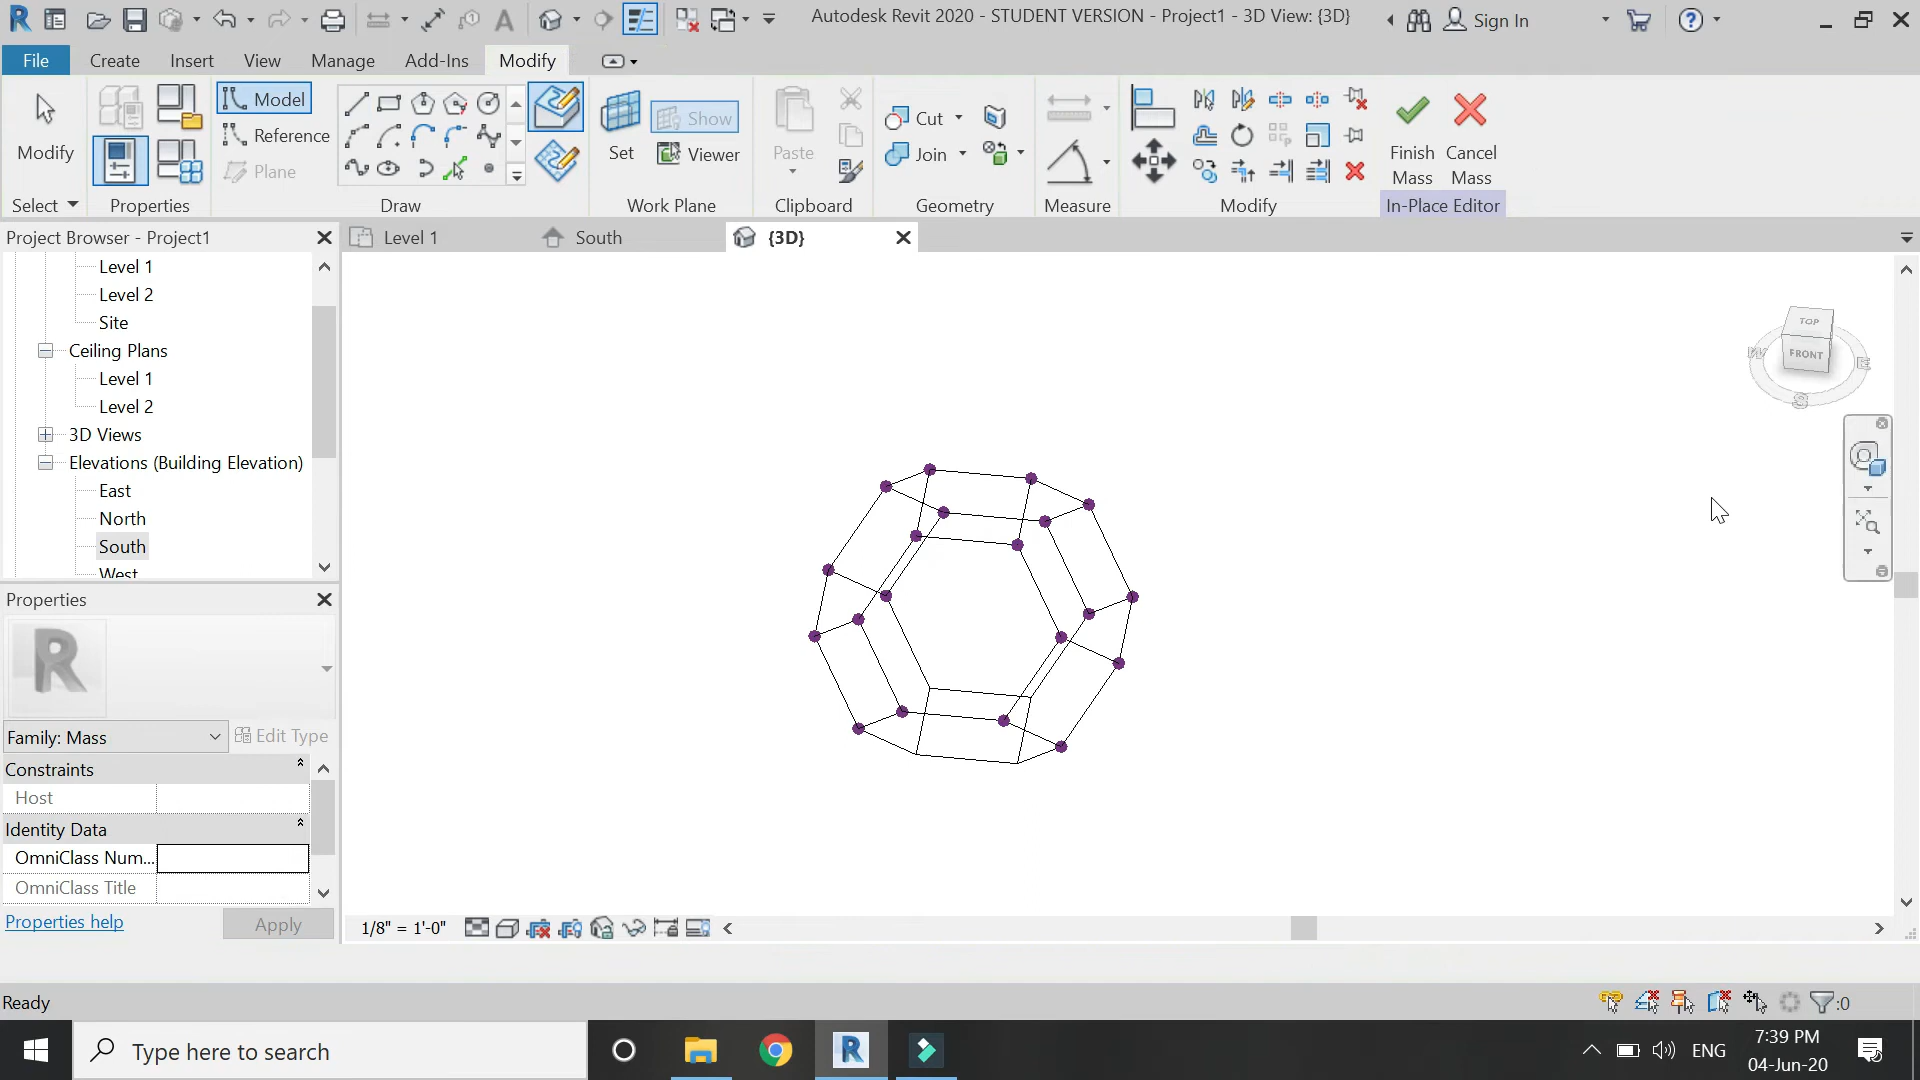 Autodesk Revit 2020 - STUDENT VERSION - Project1 - 3D View: {3D}
Sign In
File
Create
Insert
View
Manage
Add-Ins
Modify
Modify
Model
Reference
Plane
Set
Show
Viewer
Paste
Cut
Join
Finish
Mass
Cancel
Mass
Select
Properties
Draw
Work Plane
Clipboard
Geometry
Measure
Modify
In-Place Editor
Project Browser - Project1
Level 1
South
{3D}
Level 1
Level 2
Site
Ceiling Plans
Level 1
Level 2
3D Views
Elevations (Building Elevation)
East
North
South
West
TOP
FRONT
W
E
S
Properties
Family: Mass
Edit Type
Constraints
Host
Identity Data
OmniClass Num...
OmniClass Title
Properties help
Apply
1/8" = 1'-0"
Ready
:0
Type here to search
ENG
7:39 PM
04-Jun-20